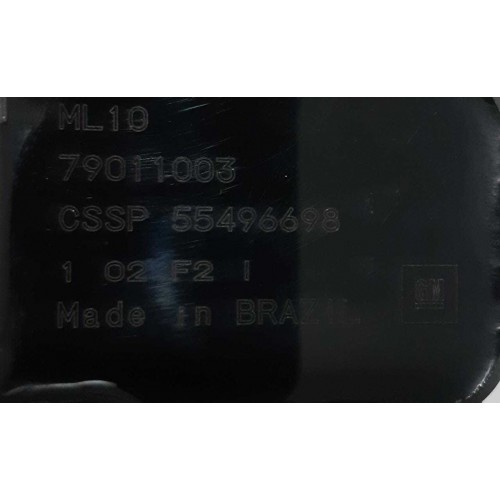 ML10
79011003
CSSP 55496698
1 02 F2 I
Made in BRAZIL
GM